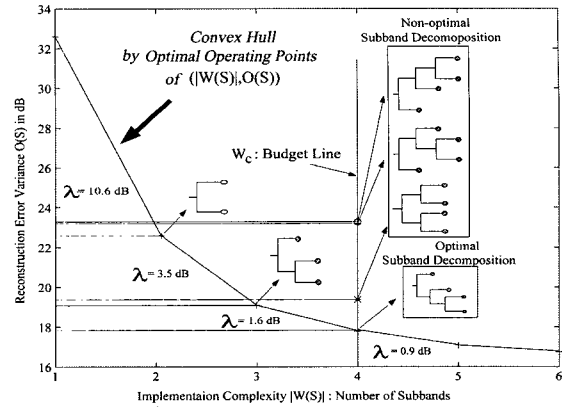 34
32
30
28
26
24
22
20
18
16
Reconstruction Error Variance O(S) in dB
Convex Hull
by Optimal Operating Points
of (|W(S)|,O(S))
Non-optimal
Subband Decomoposition
W_C : Budget Line
λ= 10.6 dB
λ= 3.5 dB
λ= 1.6 dB
λ= 0.9 dB
Optimal
Subband Decomposition
1 2 3 4 5 6
Implementaion Complexity |W(S)| : Number of Subbands